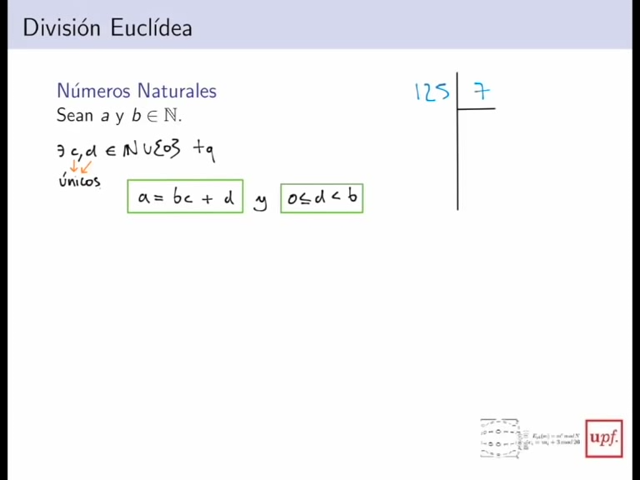 División Euclídea
Números Naturales
Sean a y b ∈ ℕ.
∃ c,d ∈ ℕ ∪ {0} tq
únicos
a = bc + d y 0 ≤ d < b
125 7
upf.